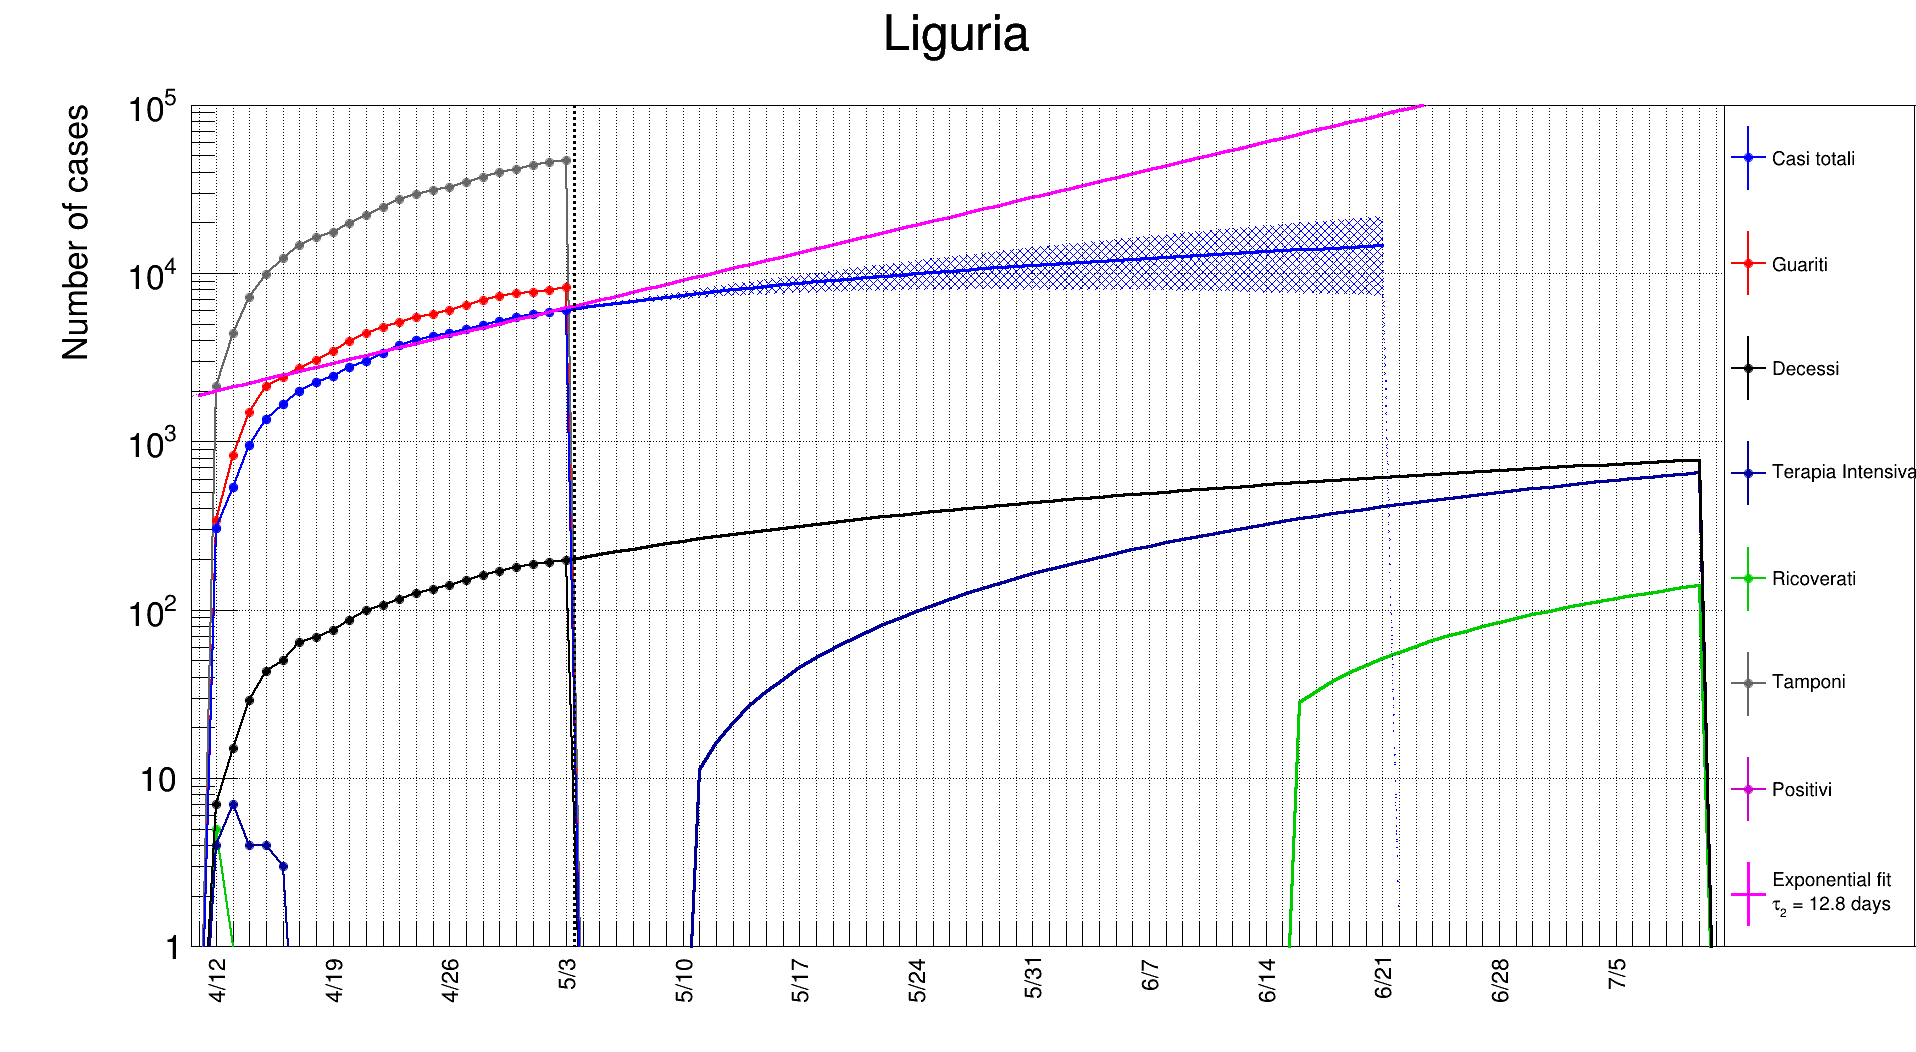 Liguria
Number of cases
10^5
10^4
10^3
10^2
10
1
4/12
4/19
4/26
5/3
5/10
5/17
5/24
5/31
6/7
6/14
6/21
6/28
7/5
Casi totali
Guariti
Decessi
Terapia Intensiva
Ricoverati
Tamponi
Positivi
Exponential fit
τ₂ = 12.8 days